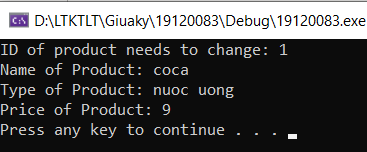 D:\LTKTLT\Giuaky\19120083\Debug\19120083.exe
ID of product needs to change: 1
Name of Product: coca
Type of Product: nuoc uong
Price of Product: 9
Press any key to continue . . .